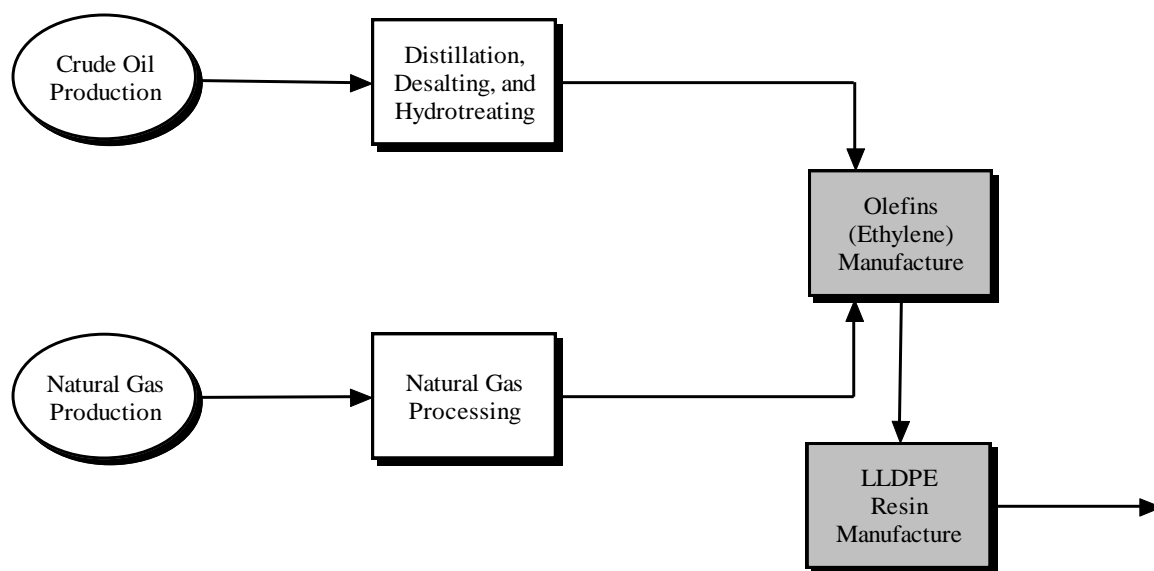 Crude Oil
Production
Distillation,
Desalting, and
Hydrotreating
Olefins
(Ethylene)
Manufacture
Natural Gas
Production
Natural Gas
Processing
LLDPE
Resin
Manufacture